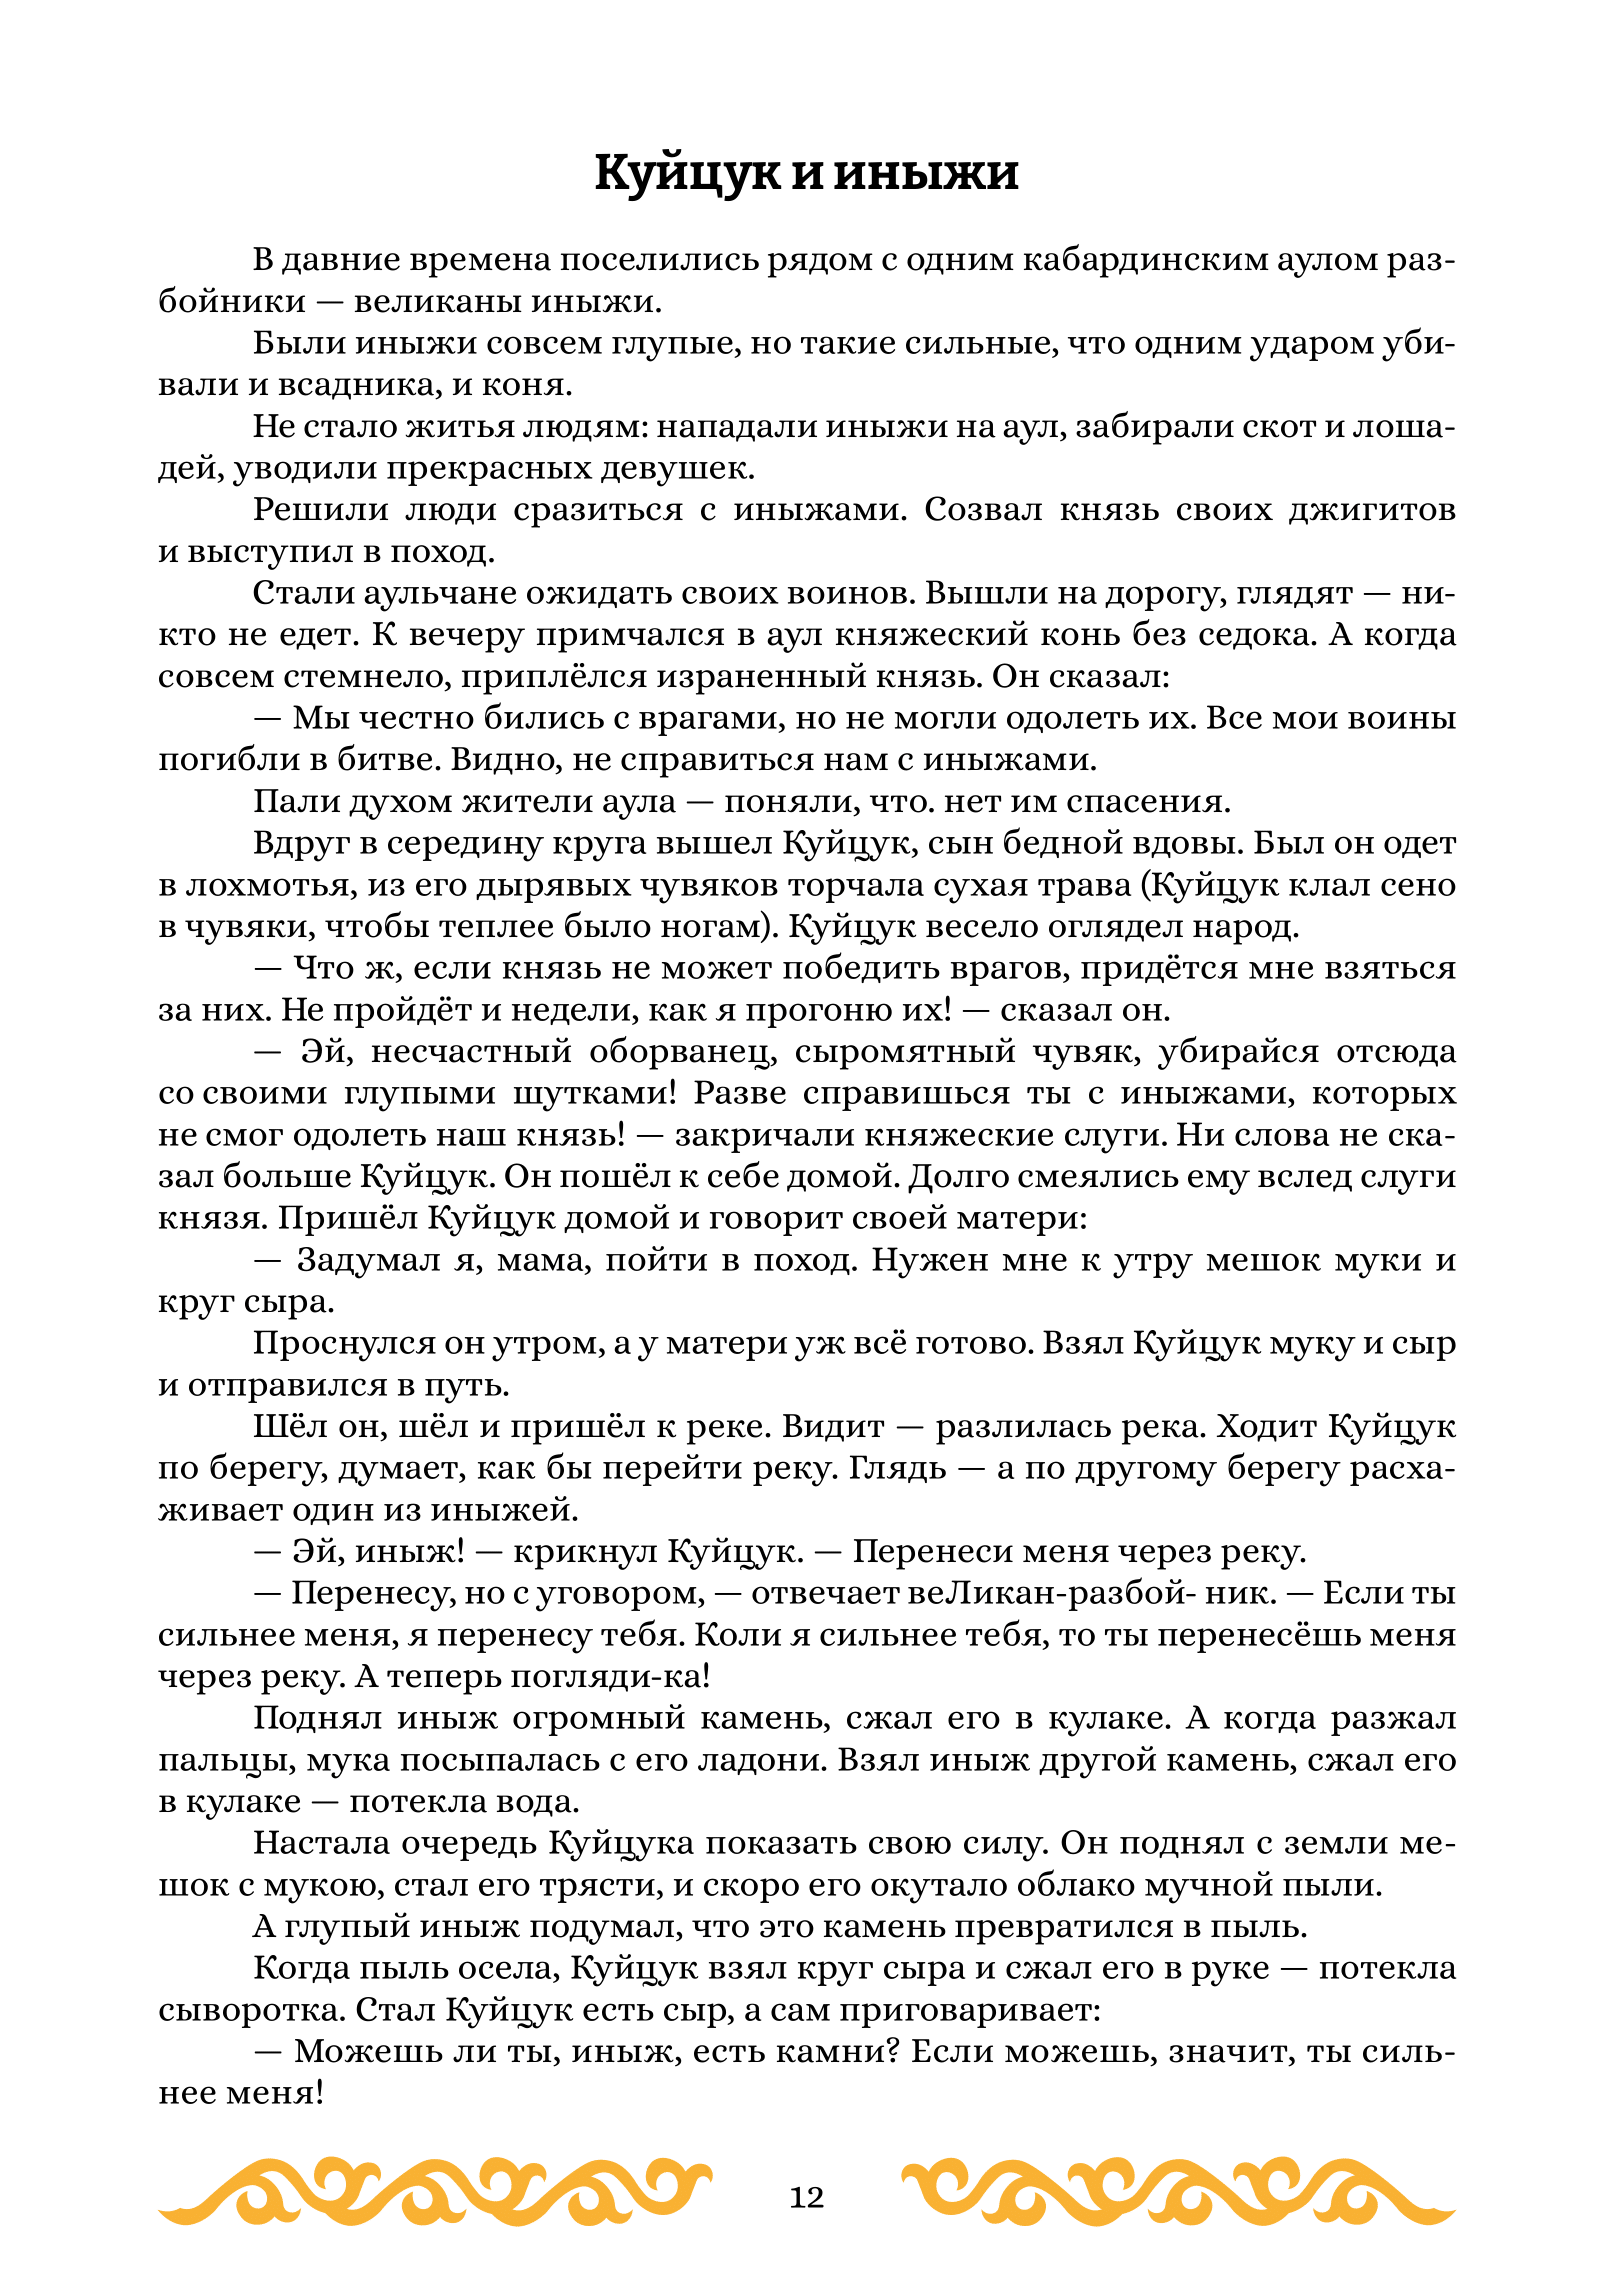 Куйцук и иныжи
В давние времена поселились рядом с одним кабардинским аулом раз-
бойники — великаны иныжи.
Были иныжи совсем глупые, но такие сильные, что одним ударом уби-
вали и всадника, и коня.
Не стало житья людям: нападали иныжи на аул, забирали скот и лоша-
дей, уводили прекрасных девушек.
Решили люди сразиться с иныжами. Созвал князь своих джигитов
и выступил в поход.
Стали аульчане ожидать своих воинов. Вышли на дорогу, глядят — ни-
кто не едет. К вечеру примчался в аул княжеский конь без седока. А когда
совсем стемнело, приплёлся израненный князь. Он сказал:
— Мы честно бились с врагами, но не могли одолеть их. Все мои воины
погибли в битве. Видно, не справиться нам с иныжами.
Пали духом жители аула — поняли, что. нет им спасения.
Вдруг в середину круга вышел Куйцук, сын бедной вдовы. Был он одет
в лохмотья, из его дырявых чувяков торчала сухая трава (Куйцук клал сено
в чувяки, чтобы теплее было ногам). Куйцук весело оглядел народ.
— Что ж, если князь не может победить врагов, придётся мне взяться
за них. Не пройдёт и недели, как я прогоню их! — сказал он.
— Эй, несчастный оборванец, сыромятный чувяк, убирайся отсюда
со своими глупыми шутками! Разве справишься ты с иныжами, которых
не смог одолеть наш князь! — закричали княжеские слуги. Ни слова не ска-
зал больше Куйцук. Он пошёл к себе домой. Долго смеялись ему вслед слуги
князя. Пришёл Куйцук домой и говорит своей матери:
— Задумал я, мама, пойти в поход. Нужен мне к утру мешок муки и
круг сыра.
Проснулся он утром, а у матери уж всё готово. Взял Куйцук муку и сыр
и отправился в путь.
Шёл он, шёл и пришёл к реке. Видит — разлилась река. Ходит Куйцук
по берегу, думает, как бы перейти реку. Глядь — а по другому берегу расха-
живает один из иныжей.
— Эй, иныж! — крикнул Куйцук. — Перенеси меня через реку.
— Перенесу, но с уговором, — отвечает веЛикан-разбой- ник. — Если ты
сильнее меня, я перенесу тебя. Коли я сильнее тебя, то ты перенесёшь меня
через реку. А теперь погляди-ка!
Поднял иныж огромный камень, сжал его в кулаке. А когда разжал
пальцы, мука посыпалась с его ладони. Взял иныж другой камень, сжал его
в кулаке — потекла вода.
Настала очередь Куйцука показать свою силу. Он поднял с земли ме-
шок с мукою, стал его трясти, и скоро его окутало облако мучной пыли.
А глупый иныж подумал, что это камень превратился в пыль.
Когда пыль осела, Куйцук взял круг сыра и сжал его в руке — потекла
сыворотка. Стал Куйцук есть сыр, а сам приговаривает:
— Можешь ли ты, иныж, есть камни? Если можешь, значит, ты силь-
нее меня!
12